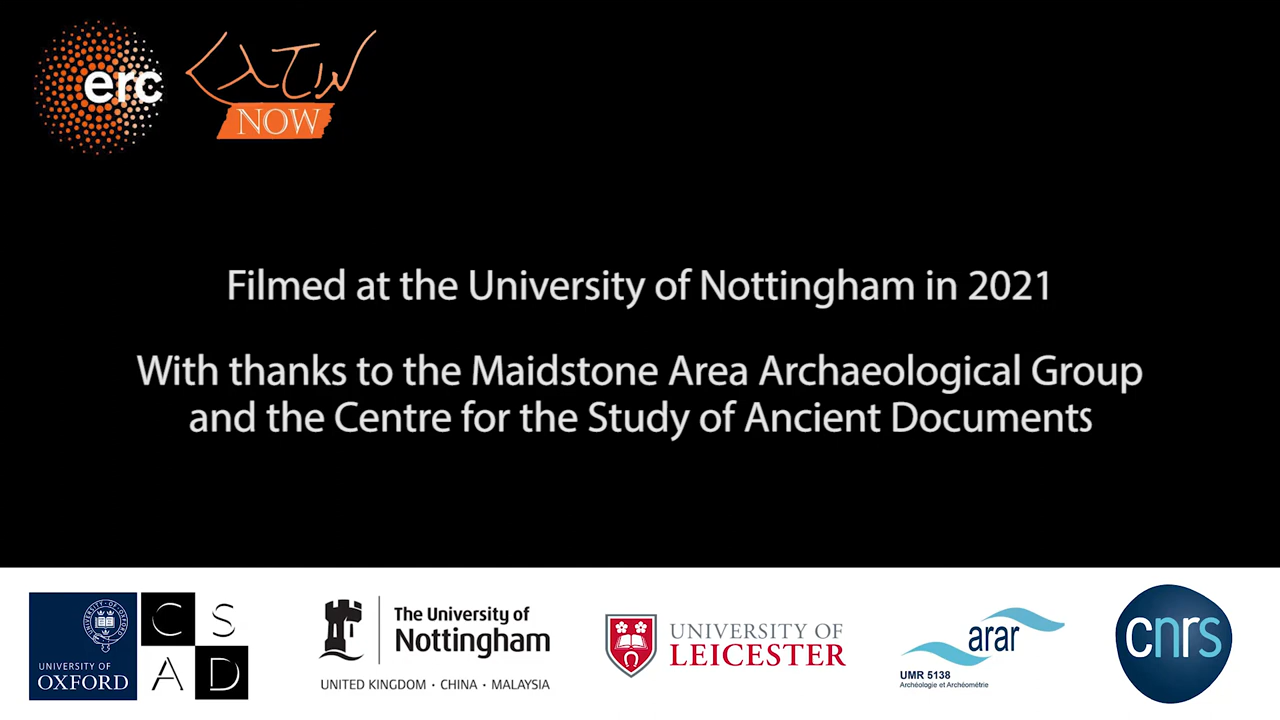 erc
NOW
Filmed at the University of Nottingham in 2021
With thanks to the Maidstone Area Archaeological Group
and the Centre for the Study of Ancient Documents
UNIVERSITY OF
OXFORD
C S
A D
The University of
Nottingham
UNITED KINGDOM · CHINA · MALAYSIA
UNIVERSITY OF
LEICESTER
arar
UMR 5138
Archéologie et Archéométrie
cnrs